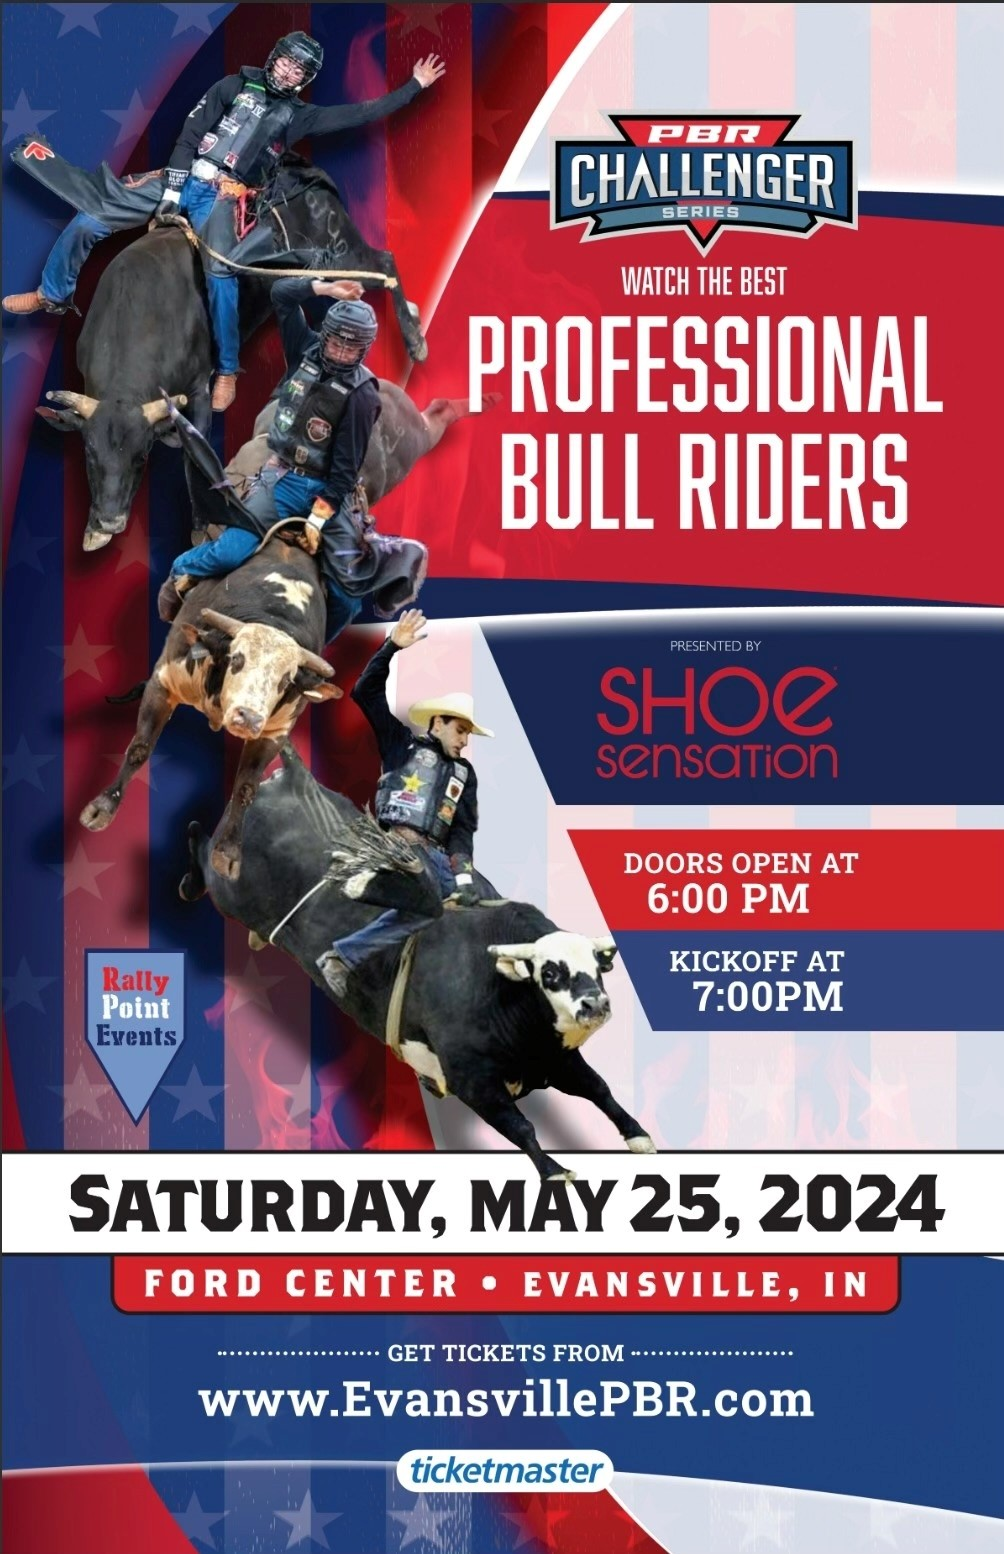 PBR
CHALLENGER
SERIES
WATCH THE BEST
PROFESSIONAL
BULL RIDERS
PRESENTED BY
SHOE
sensation
DOORS OPEN AT
6:00 PM
KICKOFF AT
7:00PM
Rally
Point
Events
SATURDAY, MAY 25, 2024
FORD CENTER • EVANSVILLE, IN
GET TICKETS FROM
www.EvansvillePBR.com
ticketmaster